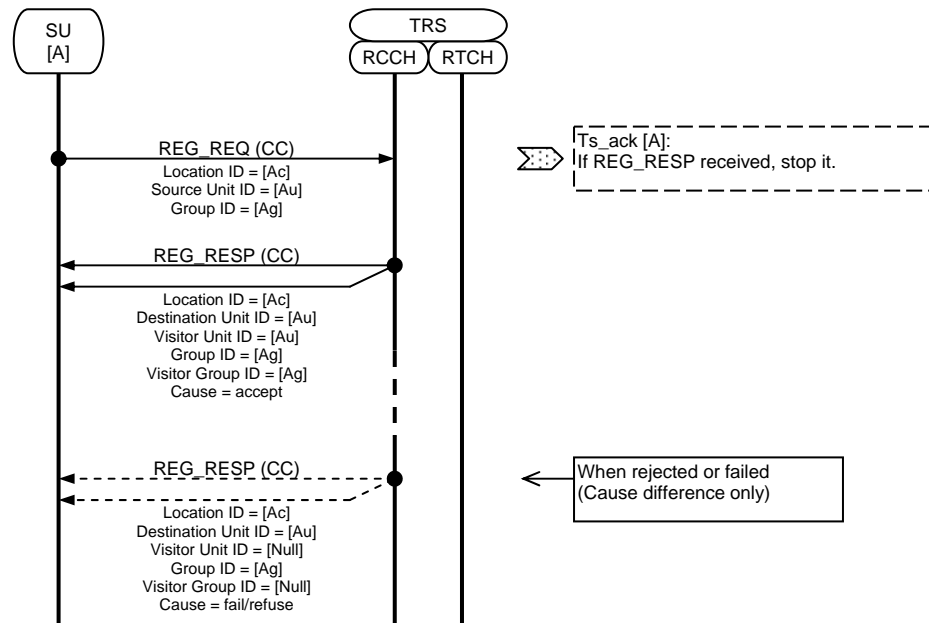 SU
[A]
TRS
RCCH
RTCH
REG_REQ (CC)
Location ID = [Ac]
Source Unit ID = [Au]
Group ID = [Ag]
Ts_ack [A]:
If REG_RESP received, stop it.
REG_RESP (CC)
Location ID = [Ac]
Destination Unit ID = [Au]
Visitor Unit ID = [Au]
Group ID = [Ag]
Visitor Group ID = [Ag]
Cause = accept
REG_RESP (CC)
Location ID = [Ac]
Destination Unit ID = [Au]
Visitor Unit ID = [Null]
Group ID = [Ag]
Visitor Group ID = [Null]
Cause = fail/refuse
When rejected or failed
(Cause difference only)